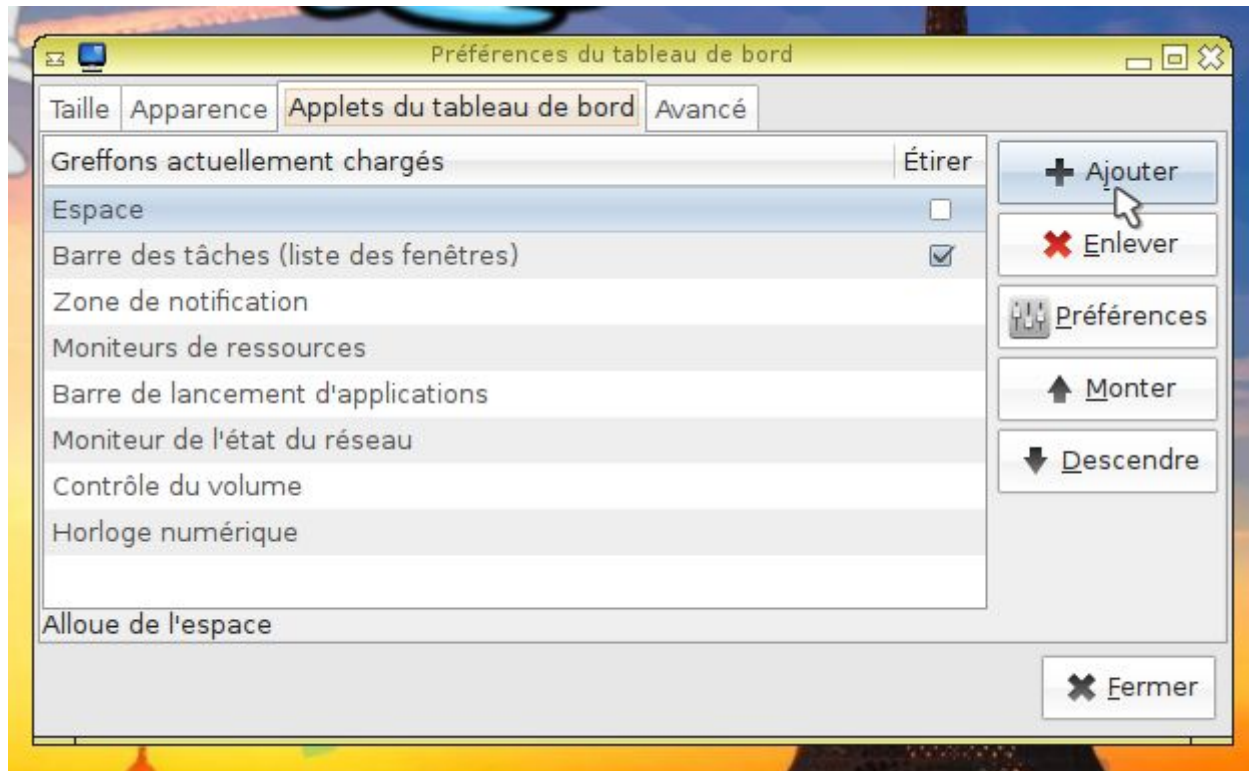 Préférences du tableau de bord
Taille Apparence Applets du tableau de bord Avancé
Greffons actuellement chargés Étirer
Espace
Barre des tâches (liste des fenêtres)
Zone de notification
Moniteurs de ressources
Barre de lancement d'applications
Moniteur de l'état du réseau
Contrôle du volume
Horloge numérique
Alloue de l'espace
Ajouter
Enlever
Préférences
Monter
Descendre
Fermer